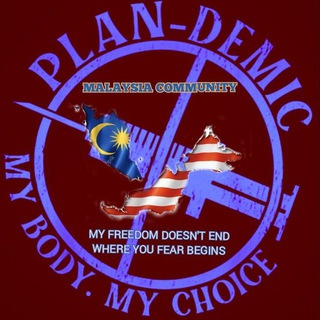 PLAN-DEMIC
MALAYSIA COMMUNITY
MY FREEDOM DOESN'T END
WHERE YOU FEAR BEGINS
MY BODY. MY CHOICE